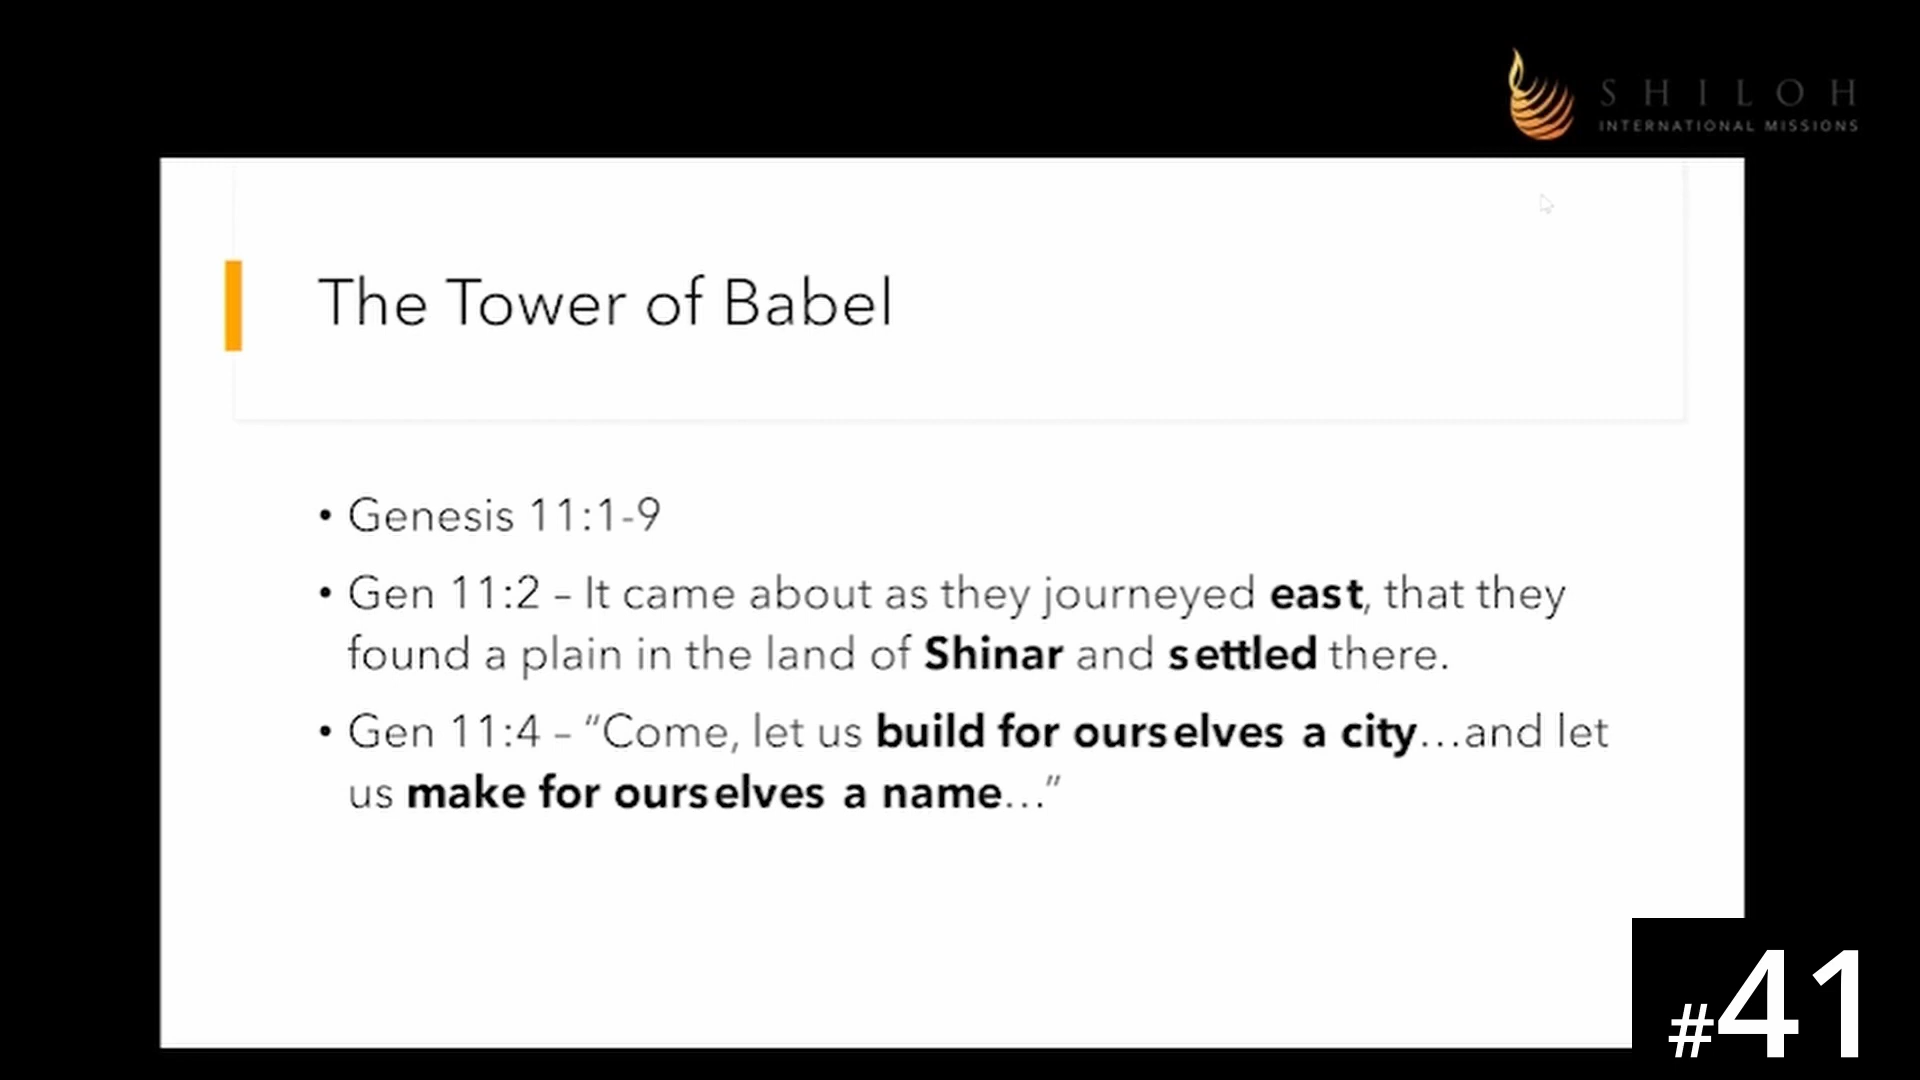 SHILOH
INTERNATIONAL MISSIONS
The Tower of Babel
• Genesis 11:1-9
• Gen 11:2 – It came about as they journeyed east, that they
found a plain in the land of Shinar and settled there.
• Gen 11:4 – “Come, let us build for ourselves a city…and let
us make for ourselves a name…”
#41